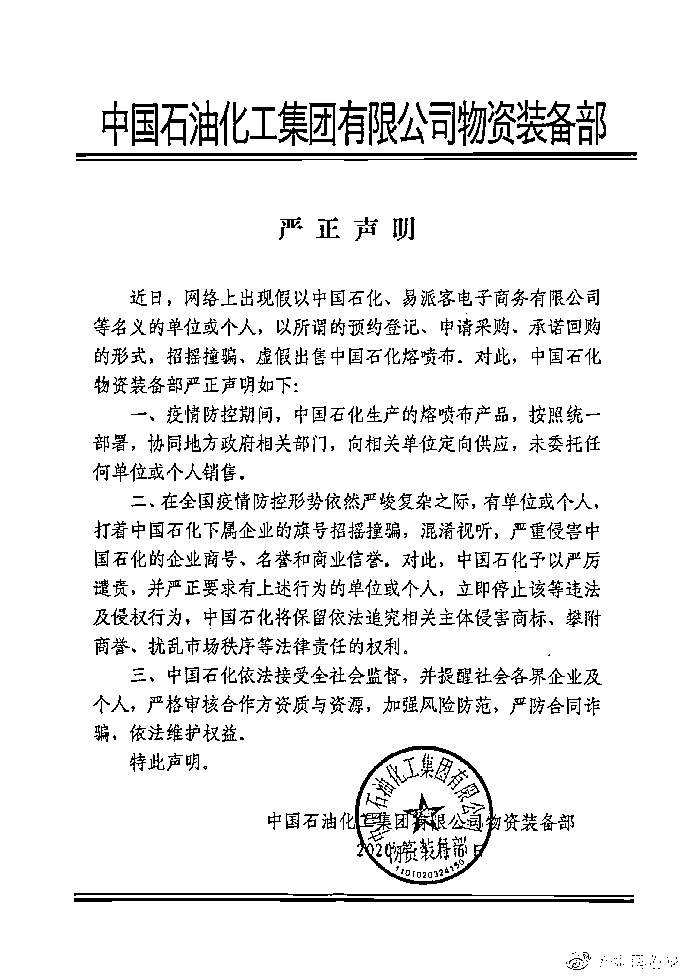 中国石油化工集团有限公司物资装备部
严正声明
近日，网络上出现假以中国石化、易派客电子商务有限公司
等名义的单位或个人，以所谓的预约登记、申请采购、承诺回购
的形式，招摇撞骗、虚假出售中国石化熔喷布。对此，中国石化
物资装备部严正声明如下：
一、疫情防控期间，中国石化生产的熔喷布产品，按照统一
部署，协同地方政府相关部门，向相关单位定向供应，未委托任
何单位或个人销售。
二、在全国疫情防控形势依然严峻复杂之际，有单位或个人，
打着中国石化下属企业的旗号招摇撞骗，混淆视听，严重侵害中
国石化的企业商号、名誉和商业信誉。对此，中国石化予以严厉
谴责，并严正要求有上述行为的单位或个人，立即停止该等违法
及侵权行为，中国石化将保留依法追究相关主体侵害商标、攀附
商誉、扰乱市场秩序等法律责任的权利。
三、中国石化依法接受全社会监督，并提醒社会各界企业及
个人，严格审核合作方资质与资源，加强风险防范，严防合同诈
骗，依法维护权益。
特此声明。
中国石油化工集团有限公司物资装备部
2020
日
中国石油化工集团有限公司
物资装备部
1101020324150